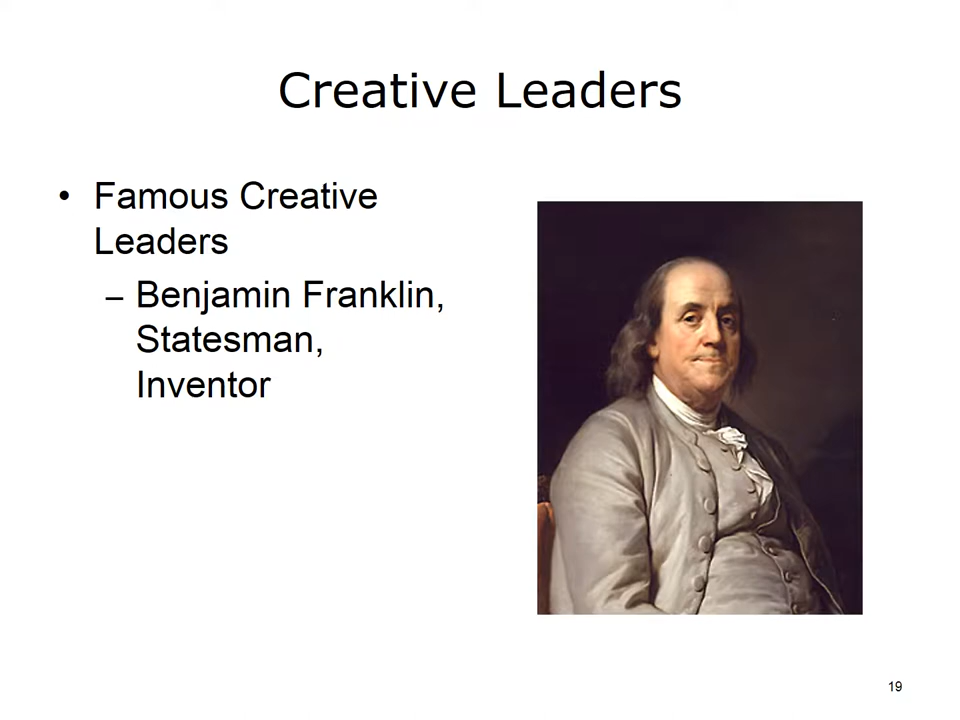 Creative Leaders
• Famous Creative
Leaders
– Benjamin Franklin,
Statesman,
Inventor
19